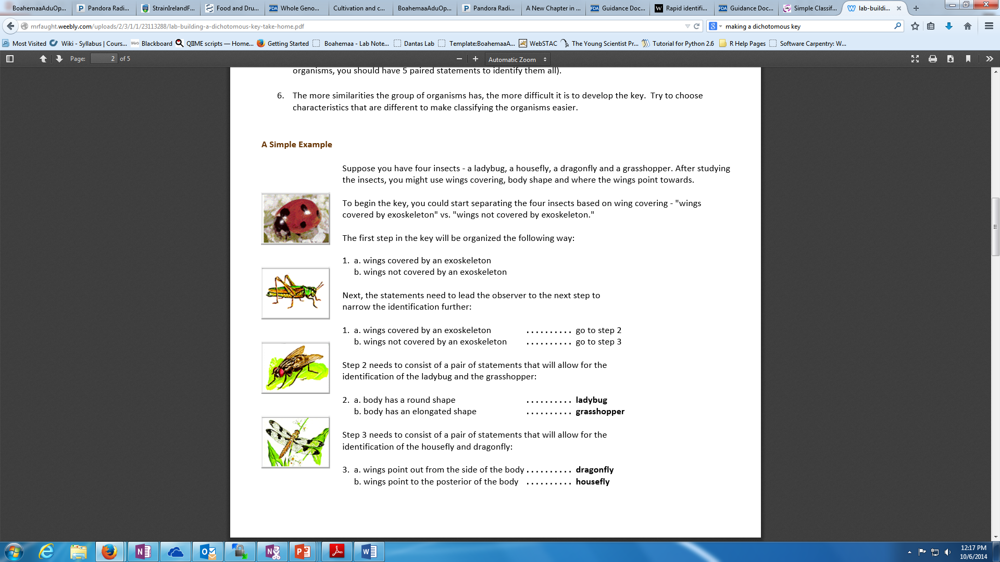 BoahemaaAduOp...
Pandora Radi...
StrainIrelandF...
Food and Dru...
FDA Whole Geno...
Cultivation and c...
BoahemaaAduOp...
Pandora Radi...
A New Chapter in ...
FDA Guidance Doc...
W Rapid identifi...
FDA Guidance Doc...
Simple Classif...
lab-buildi...
mrfaught.weebly.com/uploads/2/3/1/1/23113288/lab-building-a-dichotomous-key-take-home.pdf
making a dichotomous key
Most Visited
Wiki - Syllabus | Cours...
Blackboard
QIIME scripts — Home...
Getting Started
Boahemaa - Lab Note...
Dantas Lab
Template:BoahemaaA...
WebSTAC
The Young Scientist Pr...
Tutorial for Python 2.6
R Help Pages
Software Carpentry: W...
Page: 2 of 5
Automatic Zoom
organisms, you should have 5 paired statements to identify them all).
6. The more similarities the group of organisms has, the more difficult it is to develop the key. Try to choose
characteristics that are different to make classifying the organisms easier.
A Simple Example
Suppose you have four insects - a ladybug, a housefly, a dragonfly and a grasshopper. After studying
the insects, you might use wings covering, body shape and where the wings point towards.
To begin the key, you could start separating the four insects based on wing covering - "wings
covered by exoskeleton" vs. "wings not covered by exoskeleton."
The first step in the key will be organized the following way:
1. a. wings covered by an exoskeleton
b. wings not covered by an exoskeleton
Next, the statements need to lead the observer to the next step to
narrow the identification further:
1. a. wings covered by an exoskeleton .......... go to step 2
b. wings not covered by an exoskeleton .......... go to step 3
Step 2 needs to consist of a pair of statements that will allow for the
identification of the ladybug and the grasshopper:
2. a. body has a round shape .......... ladybug
b. body has an elongated shape .......... grasshopper
Step 3 needs to consist of a pair of statements that will allow for the
identification of the housefly and dragonfly:
3. a. wings point out from the side of the body .......... dragonfly
b. wings point to the posterior of the body .......... housefly
12:17 PM
10/6/2014